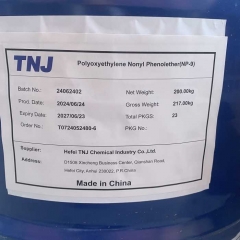 TNJ
Polyoxyethylene Nonyl Phenolether(NP-9)
Batch No: 24062402 Net Weight: 200.00KG
Prod. Date 2024/06/24 Gross Weight: 217.00KG
Expiry Date 2027/06/23 Total PKGS: 23
Order No: T0724052480-6 PKG No.:
Supplier: Hefei TNJ Chemical Industry Co.,Ltd.
D1508 Xincheng Business Center, Qianshan Road,
Hefei City, Anhui 230022, P.R.China
Made in China